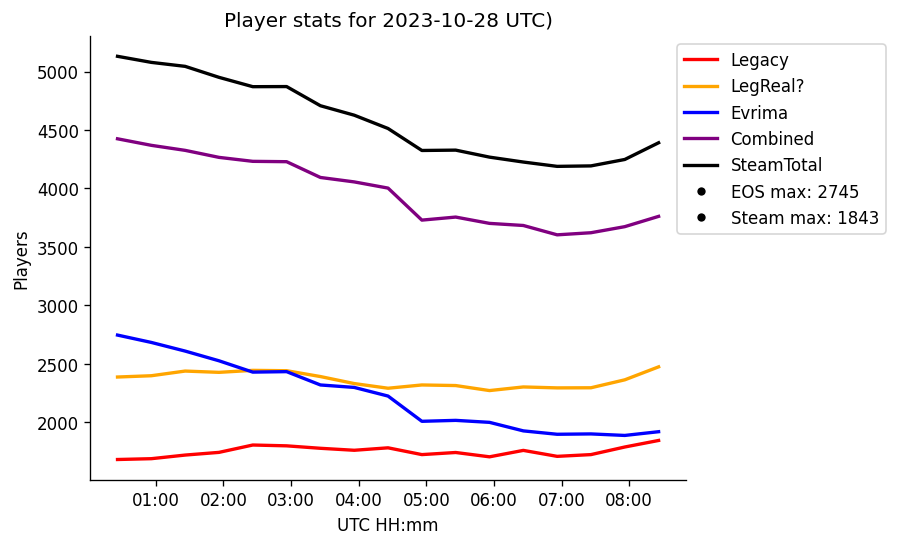 Player stats for 2023-10-28 UTC)
Legacy
LegReal?
Evrima
Combined
SteamTotal
EOS max: 2745
Steam max: 1843
Players
5000
4500
4000
3500
3000
2500
2000
01:00 02:00 03:00 04:00 05:00 06:00 07:00 08:00
UTC HH:mm